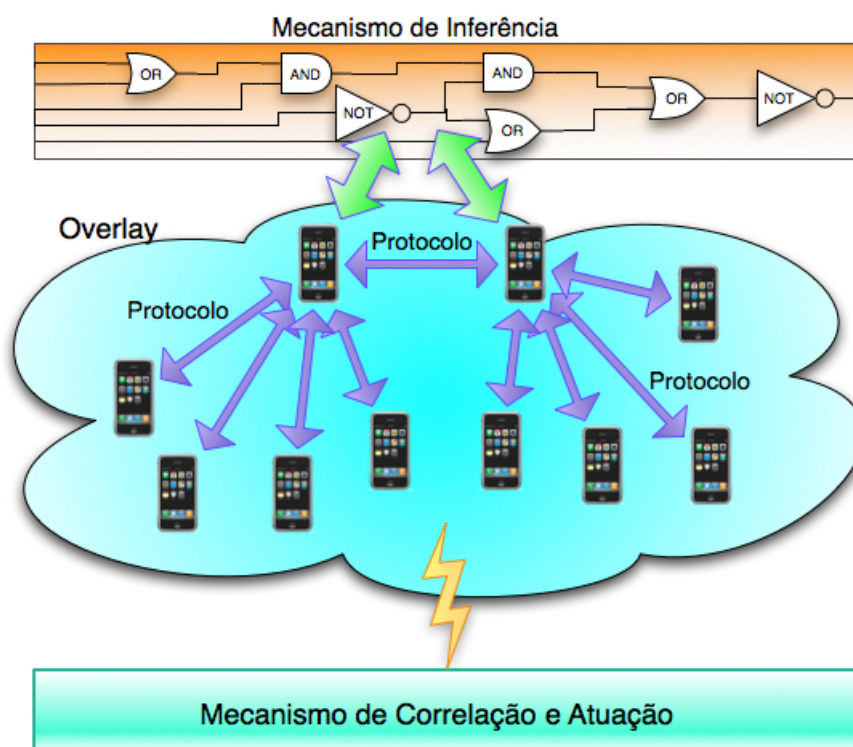 Mecanismo de Inferência
OR
AND
AND
NOT
OR
OR
NOT
Overlay
Protocolo
Protocolo
Protocolo
Mecanismo de Correlação e Atuação